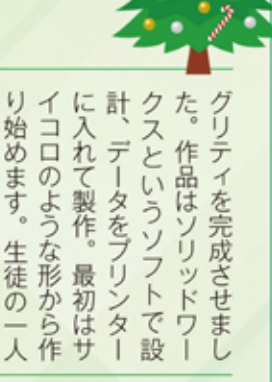 グリティを完成させまし
た。作品はソリッドワー
クスというソフトで設
計、データをプリンター
に入れて製作。最初はサ
イコロのような形から作
り始めます。生徒の一人